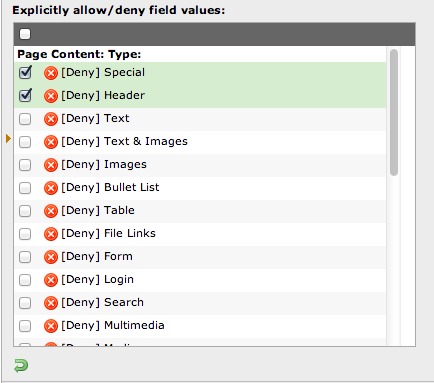 Explicitly allow/deny field values:
Page Content: Type:
[Deny] Special
[Deny] Header
[Deny] Text
[Deny] Text & Images
[Deny] Images
[Deny] Bullet List
[Deny] Table
[Deny] File Links
[Deny] Form
[Deny] Login
[Deny] Search
[Deny] Multimedia